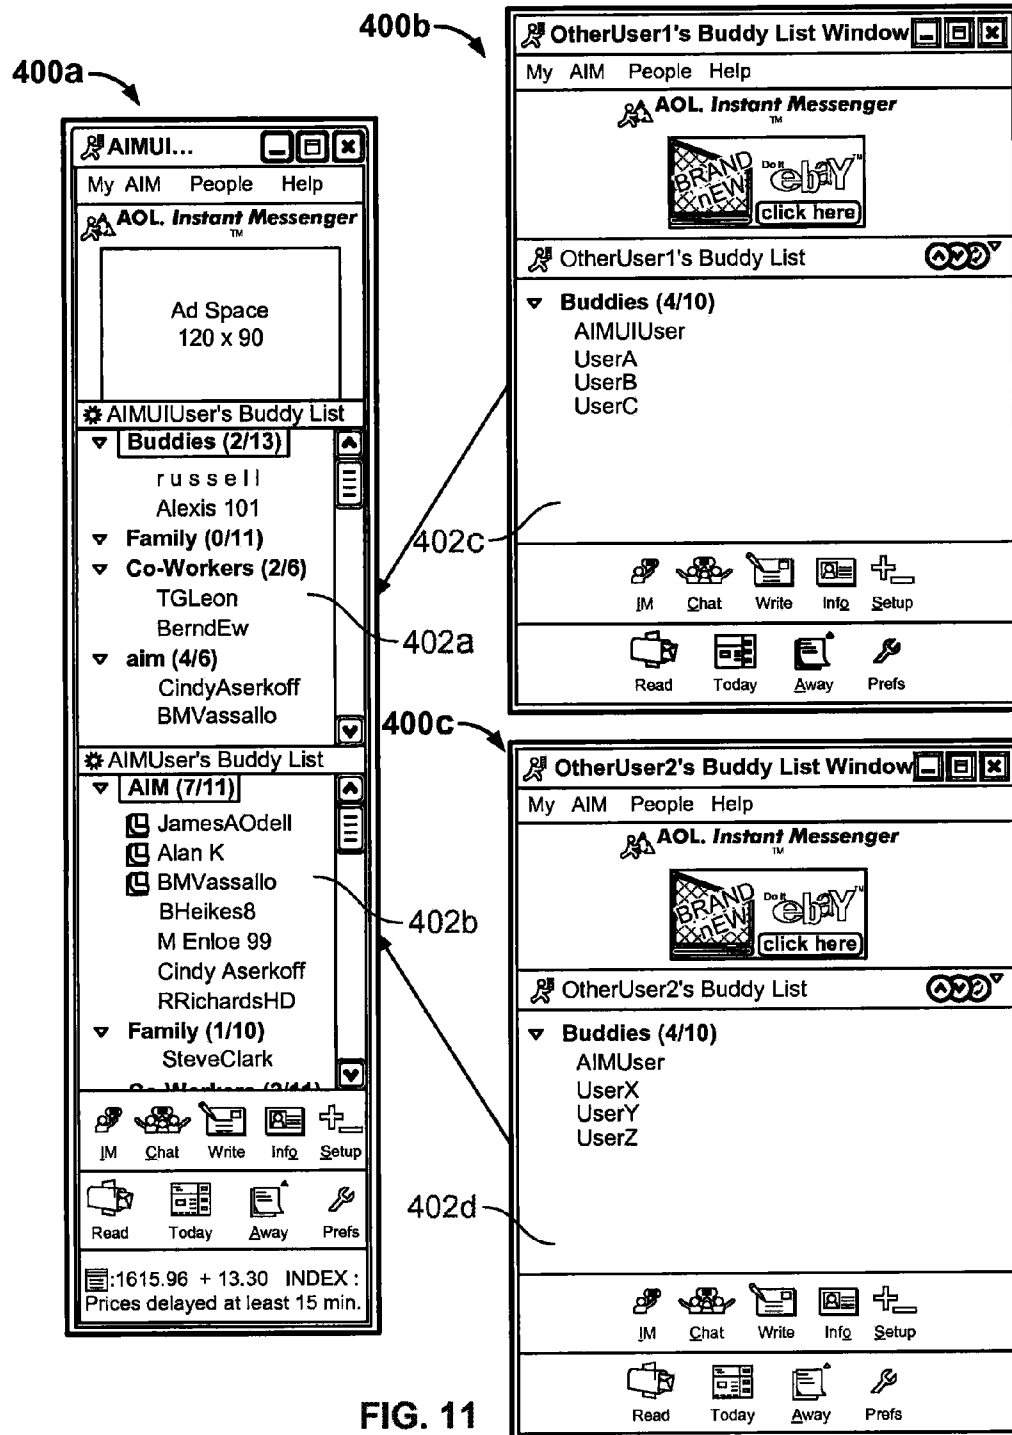 400a
AIMUI...
My AIM People Help
AOL. Instant Messenger
TM
Ad Space
120 x 90
AIMUIUser's Buddy List
Buddies (2/13)
russell
Alexis 101
Family (0/11)
Co-Workers (2/6)
TGLeon
BerndEw
402a
aim (4/6)
CindyAserkoff
BMVassallo
AIMUser's Buddy List
AIM (7/11)
JamesAOdell
Alan K
BMVassallo
BHeikes8
402b
M Enloe 99
Cindy Aserkoff
RRichardsHD
Family (1/10)
SteveClark
Co-Workers (2/11)
IM Chat Write Info Setup
Read Today Away Prefs
:1615.96 + 13.30 INDEX :
Prices delayed at least 15 min.
400b
OtherUser1's Buddy List Window
My AIM People Help
AOL. Instant Messenger
TM
BRAND nEW Do It ebaY TM
click here
OtherUser1's Buddy List
Buddies (4/10)
AIMUIUser
UserA
UserB
UserC
402c
IM Chat Write Info Setup
Read Today Away Prefs
400c
OtherUser2's Buddy List Window
My AIM People Help
AOL. Instant Messenger
TM
BRAND nEW Do It ebaY TM
click here
OtherUser2's Buddy List
Buddies (4/10)
AIMUser
UserX
UserY
UserZ
402d
IM Chat Write Info Setup
Read Today Away Prefs
FIG. 11